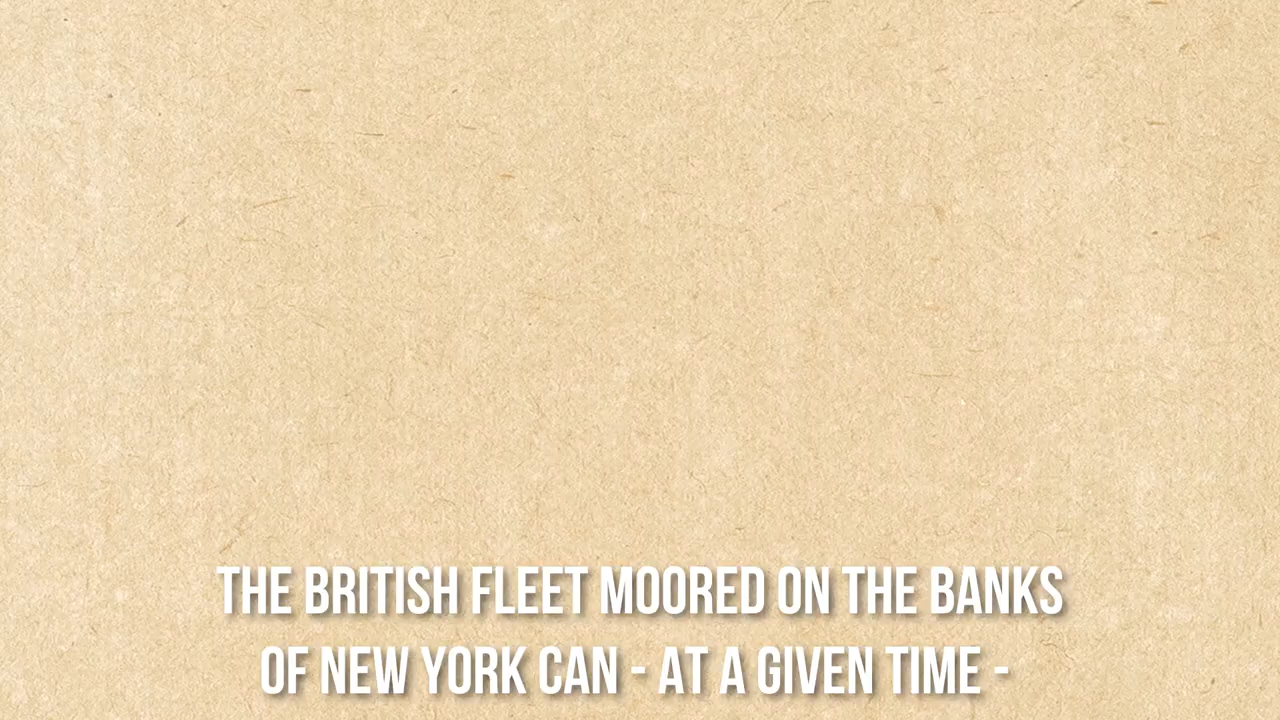 THE BRITISH FLEET MOORED ON THE BANKS
OF NEW YORK CAN - AT A GIVEN TIME -